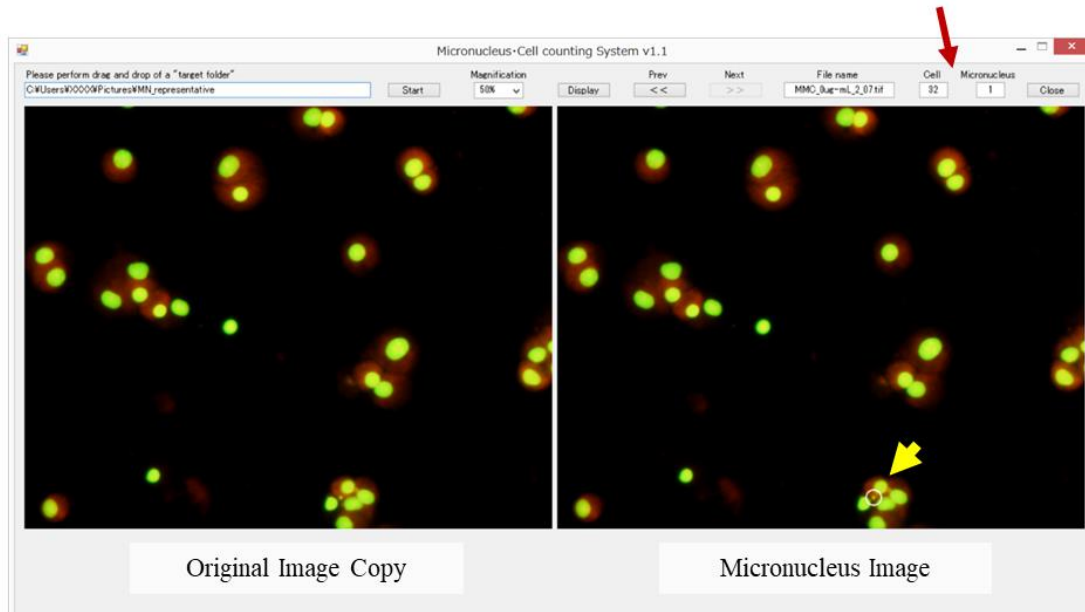 Micronucleus・Cell counting System v1.1
Please perform drag and drop of a "target folder"
Magnification
Prev
Next
File name
Cell
Micronucleus
C:¥Users¥XXXX¥Pictures¥MN_representative
Start
50%
Display
<<
>>
MMC_0ug-mL_2_07.tif
32
1
Close
Original Image Copy
Micronucleus Image